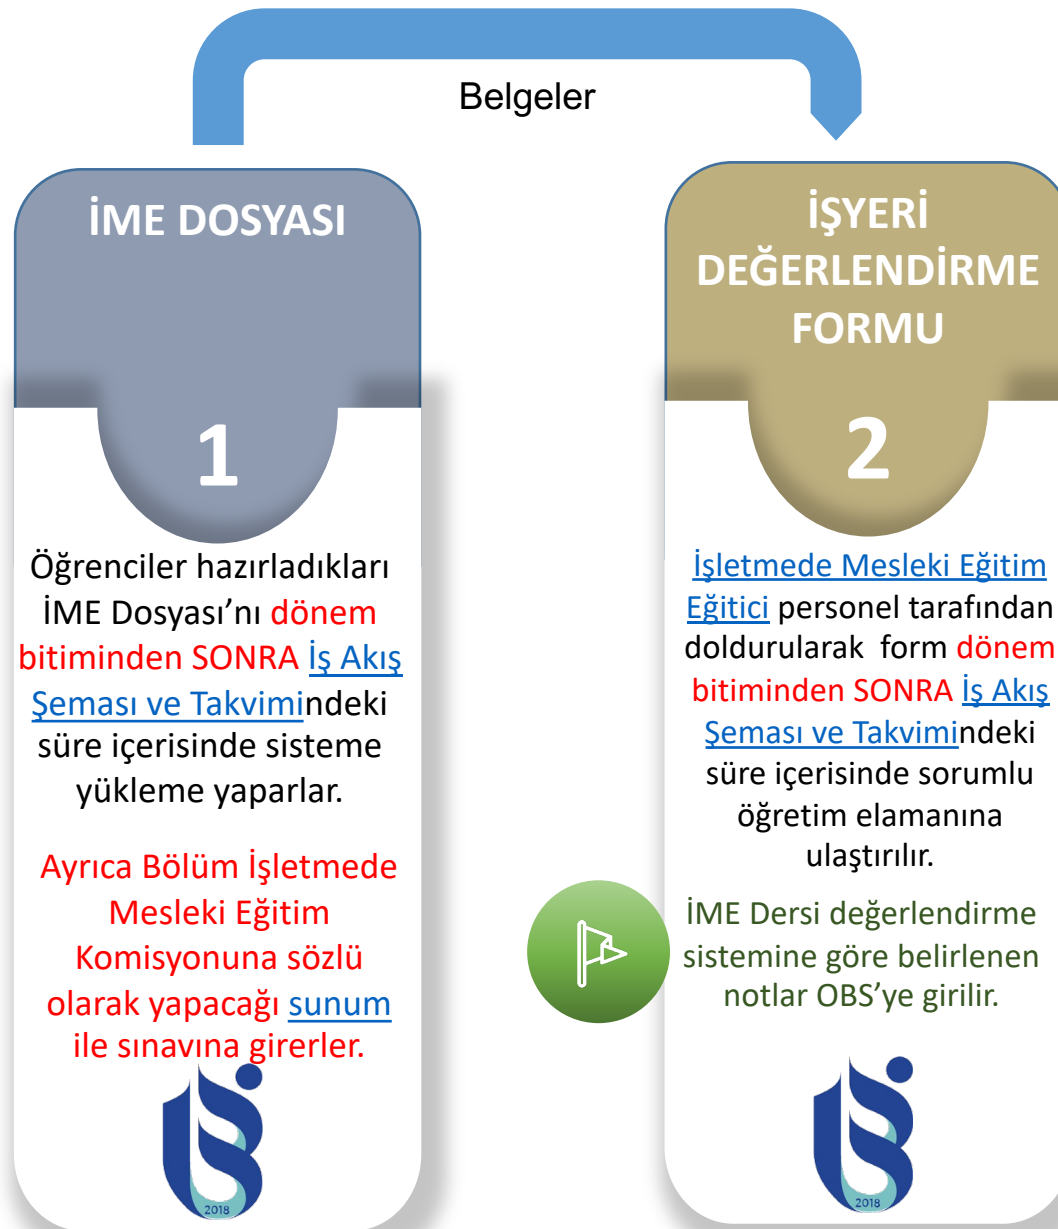 Belgeler
İME DOSYASI
1
Öğrenciler hazırladıkları
İME Dosyası’nı dönem
bitiminden SONRA İş Akış
Şeması ve Takvimindeki
süre içerisinde sisteme
yükleme yaparlar.
Ayrıca Bölüm İşletmede
Mesleki Eğitim
Komisyonuna sözlü
olarak yapacağı sunum
ile sınavına girerler.
2018
İŞYERİ
DEĞERLENDİRME
FORMU
2
İşletmede Mesleki Eğitim
Eğitici personel tarafından
doldurularak  form dönem
bitiminden SONRA İş Akış
Şeması ve Takvimindeki
süre içerisinde sorumlu
öğretim elamanına
ulaştırılır.
İME Dersi değerlendirme
sistemine göre belirlenen
notlar OBS’ye girilir.
2018